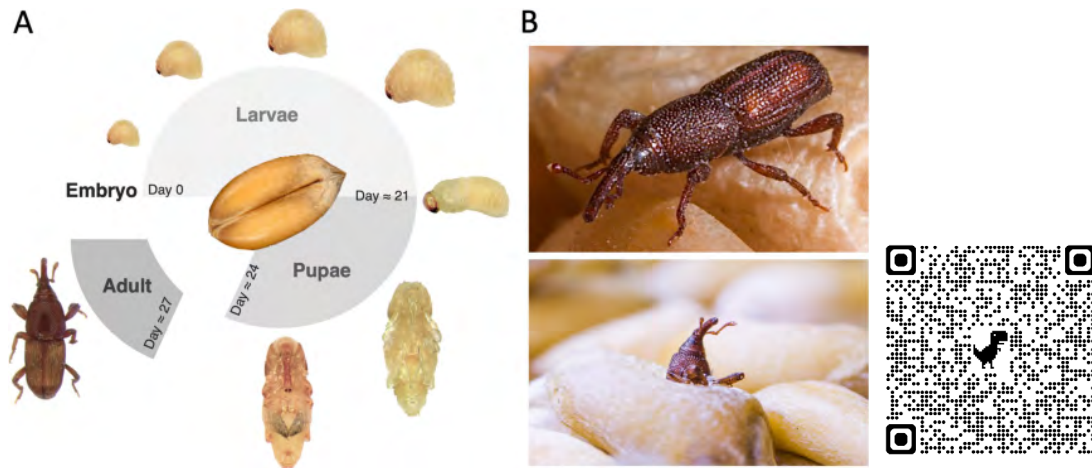 A
B
Larvae
Embryo
Day 0
Day ≈ 21
Adult
Day ≈ 27
Day ≈ 24
Pupae